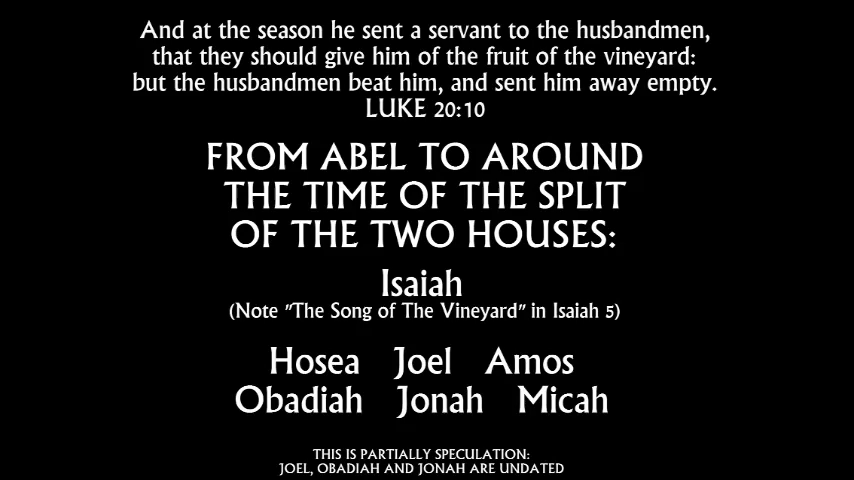 And at the season he sent a servant to the husbandmen,
that they should give him of the fruit of the vineyard:
but the husbandmen beat him, and sent him away empty.
LUKE 20:10
FROM ABEL TO AROUND
THE TIME OF THE SPLIT
OF THE TWO HOUSES:
Isaiah
(Note "The Song of The Vineyard" in Isaiah 5)
Hosea Joel Amos
Obadiah Jonah Micah
THIS IS PARTIALLY SPECULATION:
JOEL, OBADIAH AND JONAH ARE UNDATED